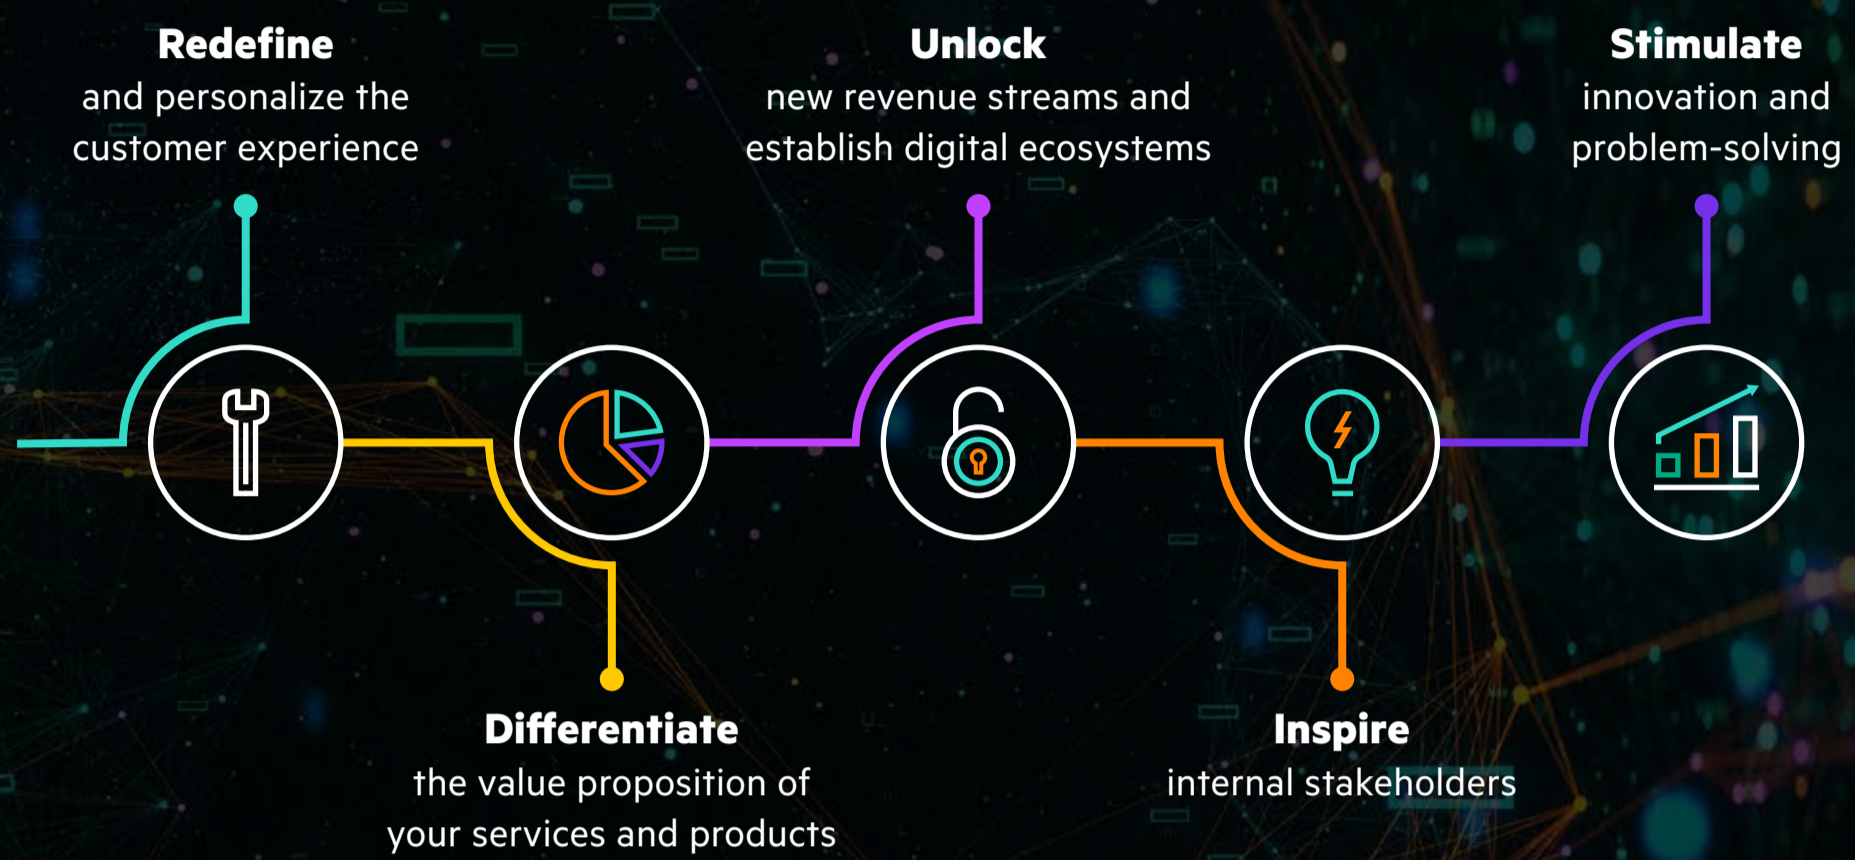 Redefine
and personalize the
customer experience
Differentiate
the value proposition of
your services and products
Unlock
new revenue streams and
establish digital ecosystems
Inspire
internal stakeholders
Stimulate
innovation and
problem-solving